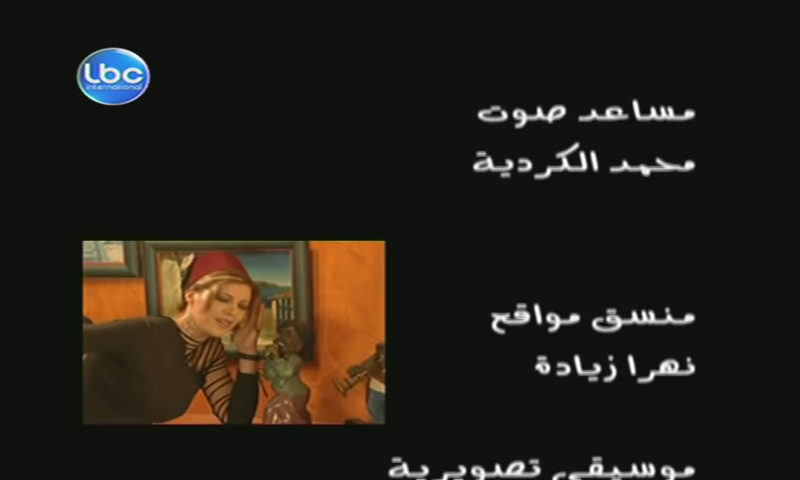 lbc
international
مساعد صوت
محمد الكردية
منسق مواقع
نهرا زيادة
موسيقى تصويرية